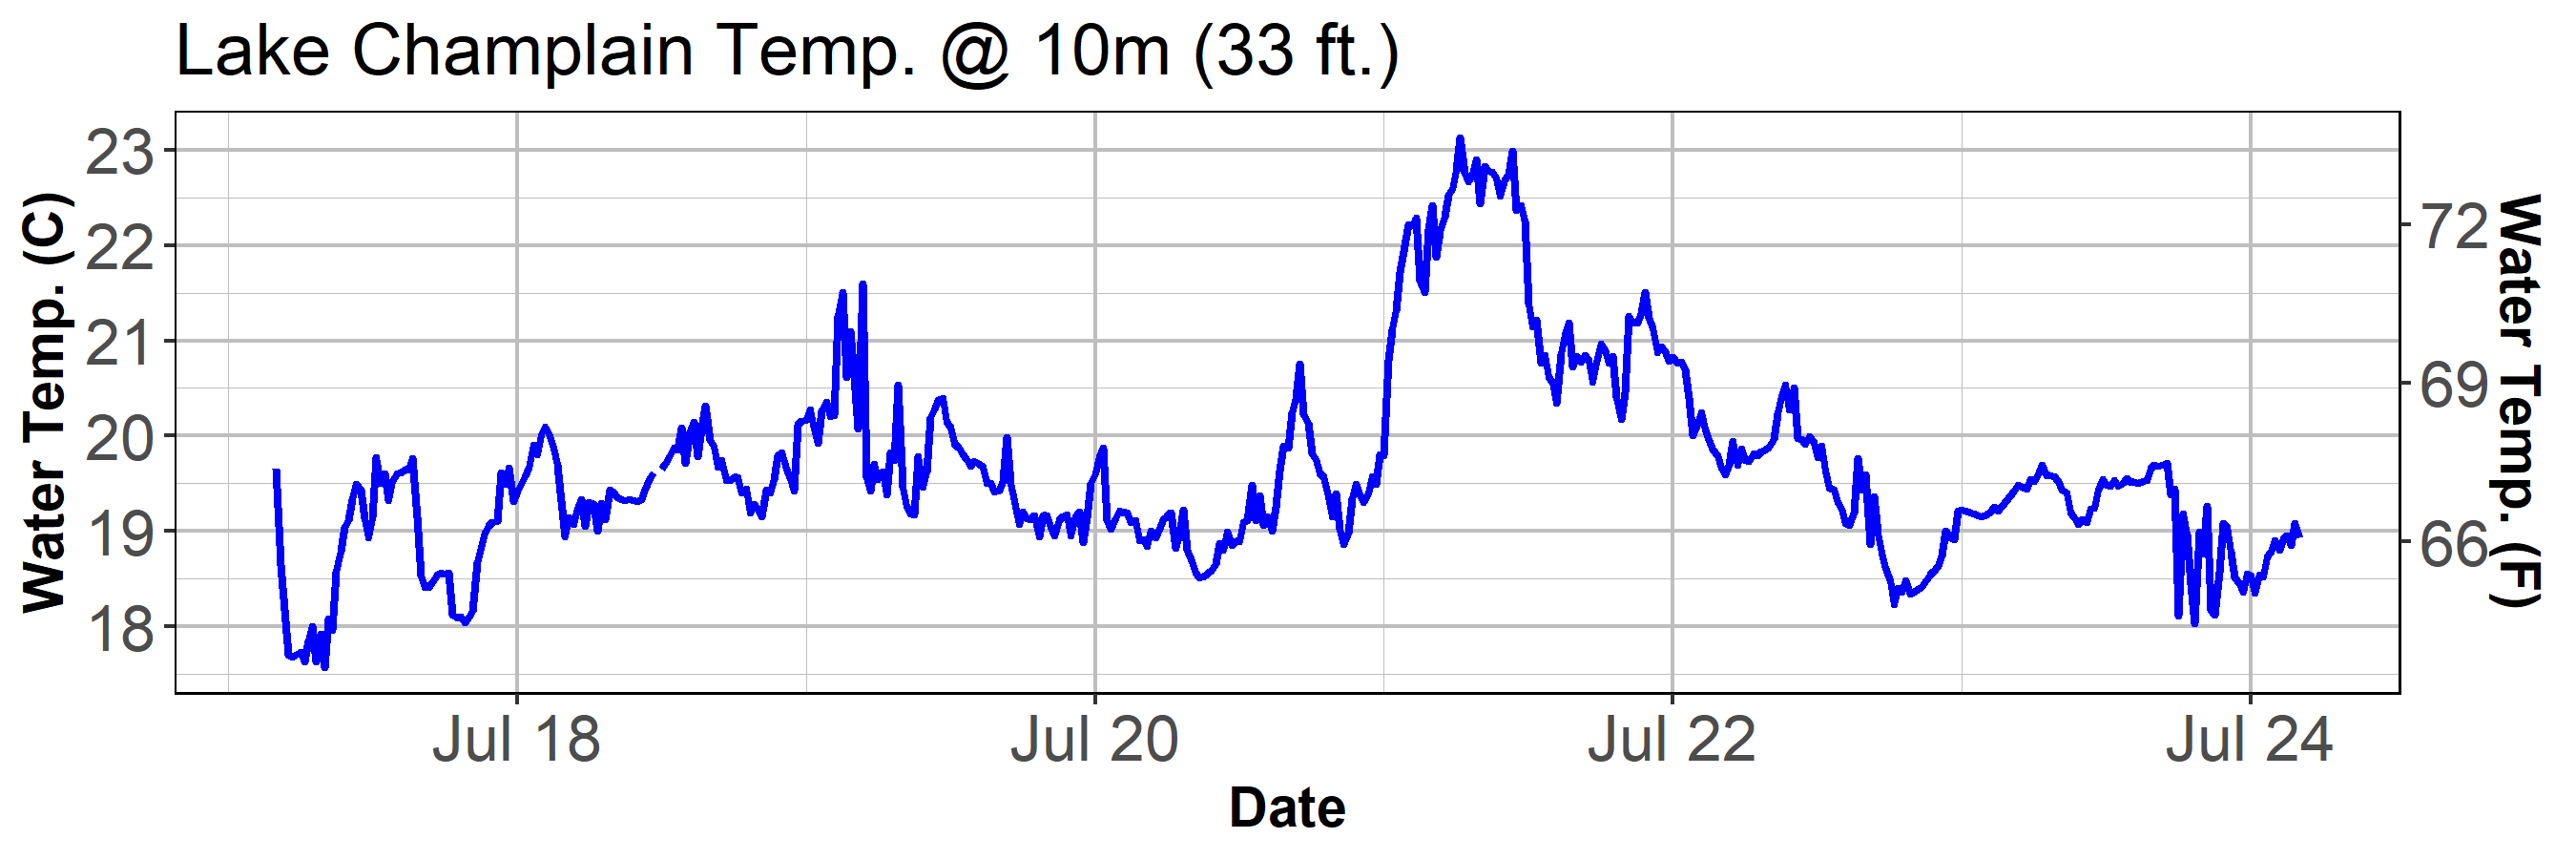 Lake Champlain Temp. @ 10m (33 ft.)
Water Temp. (C)
23
22
21
20
19
18
72
69
66
Water Temp. (F)
Jul 18
Jul 20
Jul 22
Jul 24
Date